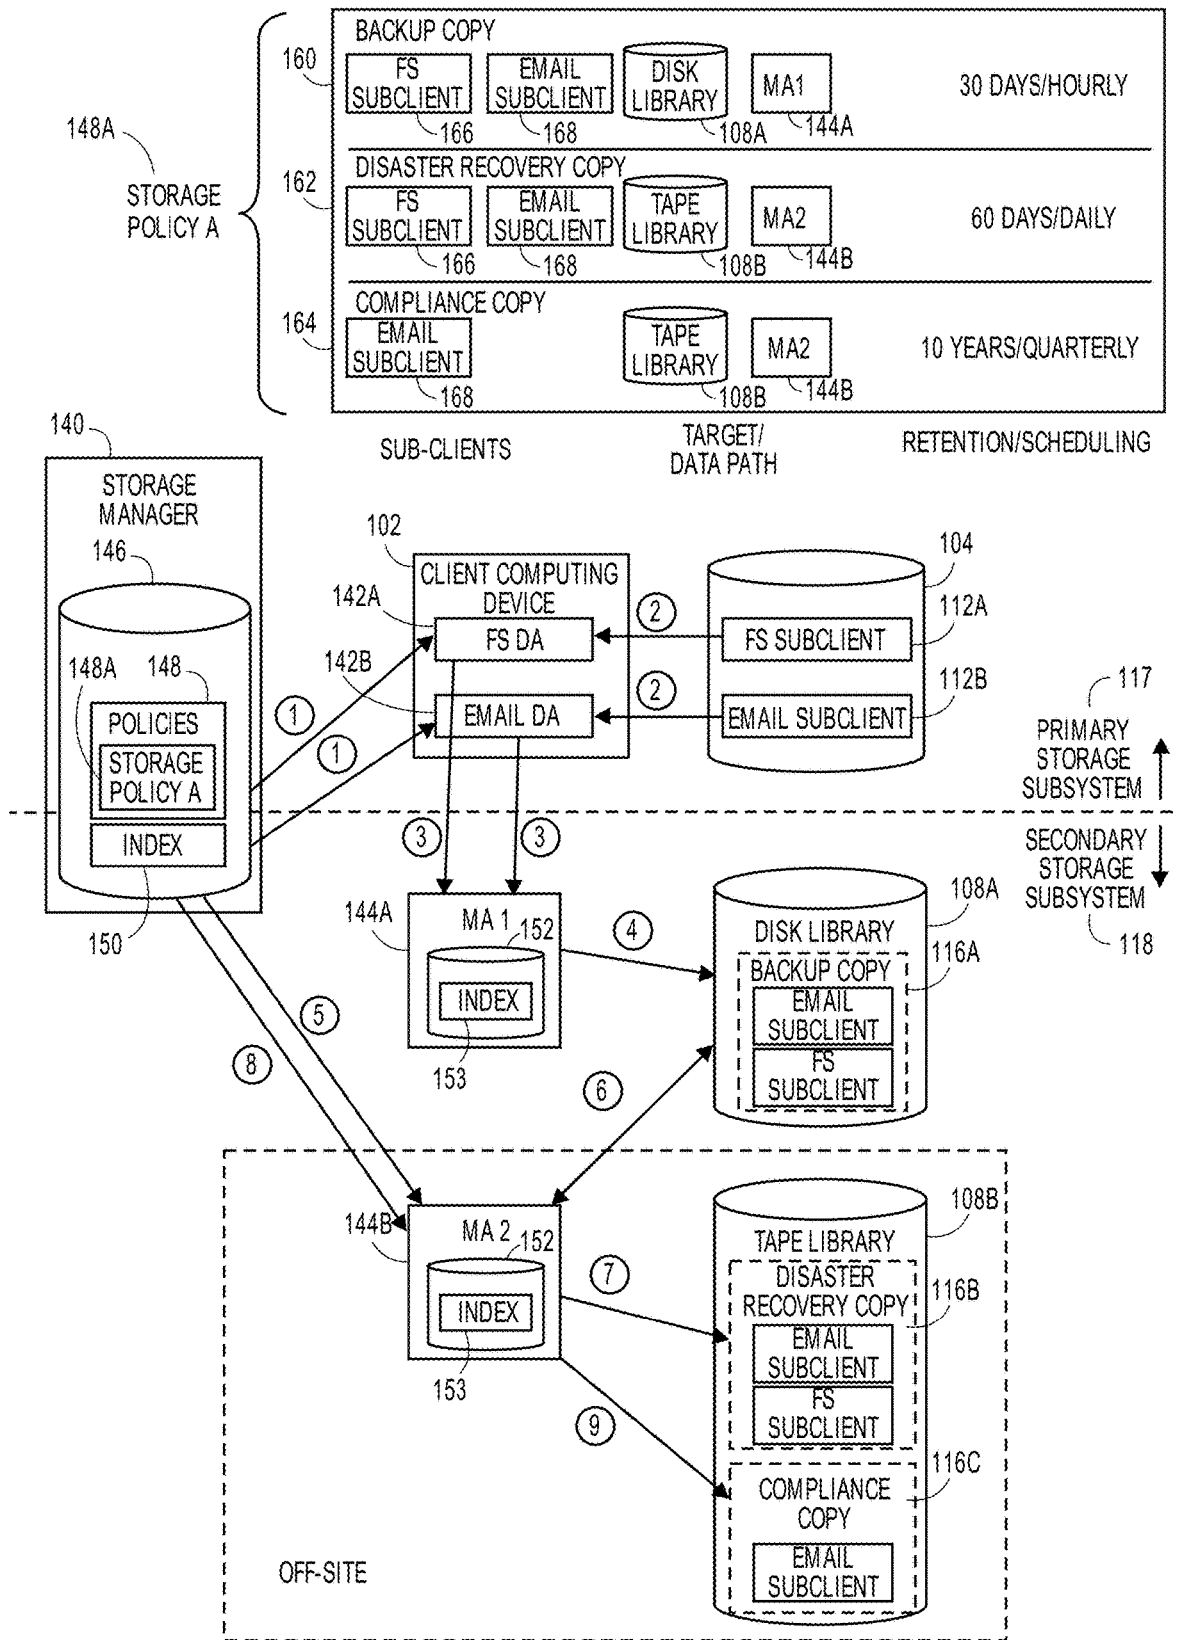 BACKUP COPY
160
FS
SUBCLIENT
166
EMAIL
SUBCLIENT
168
DISK
LIBRARY
108A
MA1
144A
30 DAYS/HOURLY
148A
STORAGE
POLICY A
DISASTER RECOVERY COPY
162
FS
SUBCLIENT
166
EMAIL
SUBCLIENT
168
TAPE
LIBRARY
108B
MA2
144B
60 DAYS/DAILY
COMPLIANCE COPY
164
EMAIL
SUBCLIENT
168
TAPE
LIBRARY
108B
MA2
144B
10 YEARS/QUARTERLY
SUB-CLIENTS
TARGET/
DATA PATH
RETENTION/SCHEDULING
140
STORAGE
MANAGER
146
148A
148
POLICIES
STORAGE
POLICY A
INDEX
150
1
1
102
CLIENT COMPUTING
DEVICE
142A
FS DA
142B
EMAIL DA
2
2
104
112A
FS SUBCLIENT
112B
EMAIL SUBCLIENT
117
PRIMARY
STORAGE
SUBSYSTEM
SECONDARY
STORAGE
SUBSYSTEM
118
3
3
144A
MA 1
152
INDEX
153
4
108A
DISK LIBRARY
116A
BACKUP COPY
EMAIL
SUBCLIENT
FS
SUBCLIENT
5
8
6
144B
MA 2
152
INDEX
153
7
9
108B
TAPE LIBRARY
DISASTER
RECOVERY COPY
116B
EMAIL
SUBCLIENT
FS
SUBCLIENT
116C
COMPLIANCE
COPY
EMAIL
SUBCLIENT
OFF-SITE